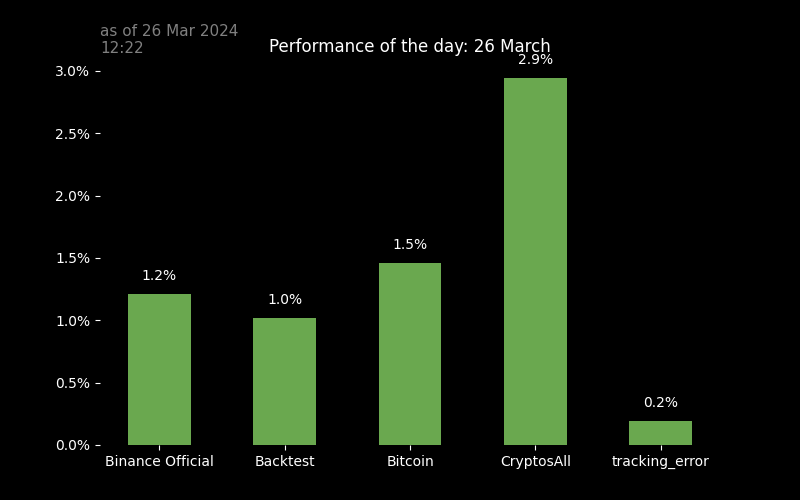 as of 26 Mar 2024
12:22
Performance of the day: 26 March
3.0%
2.5%
2.0%
1.5%
1.0%
0.5%
0.0%
1.2%
1.0%
1.5%
2.9%
0.2%
Binance Official
Backtest
Bitcoin
CryptosAll
tracking_error